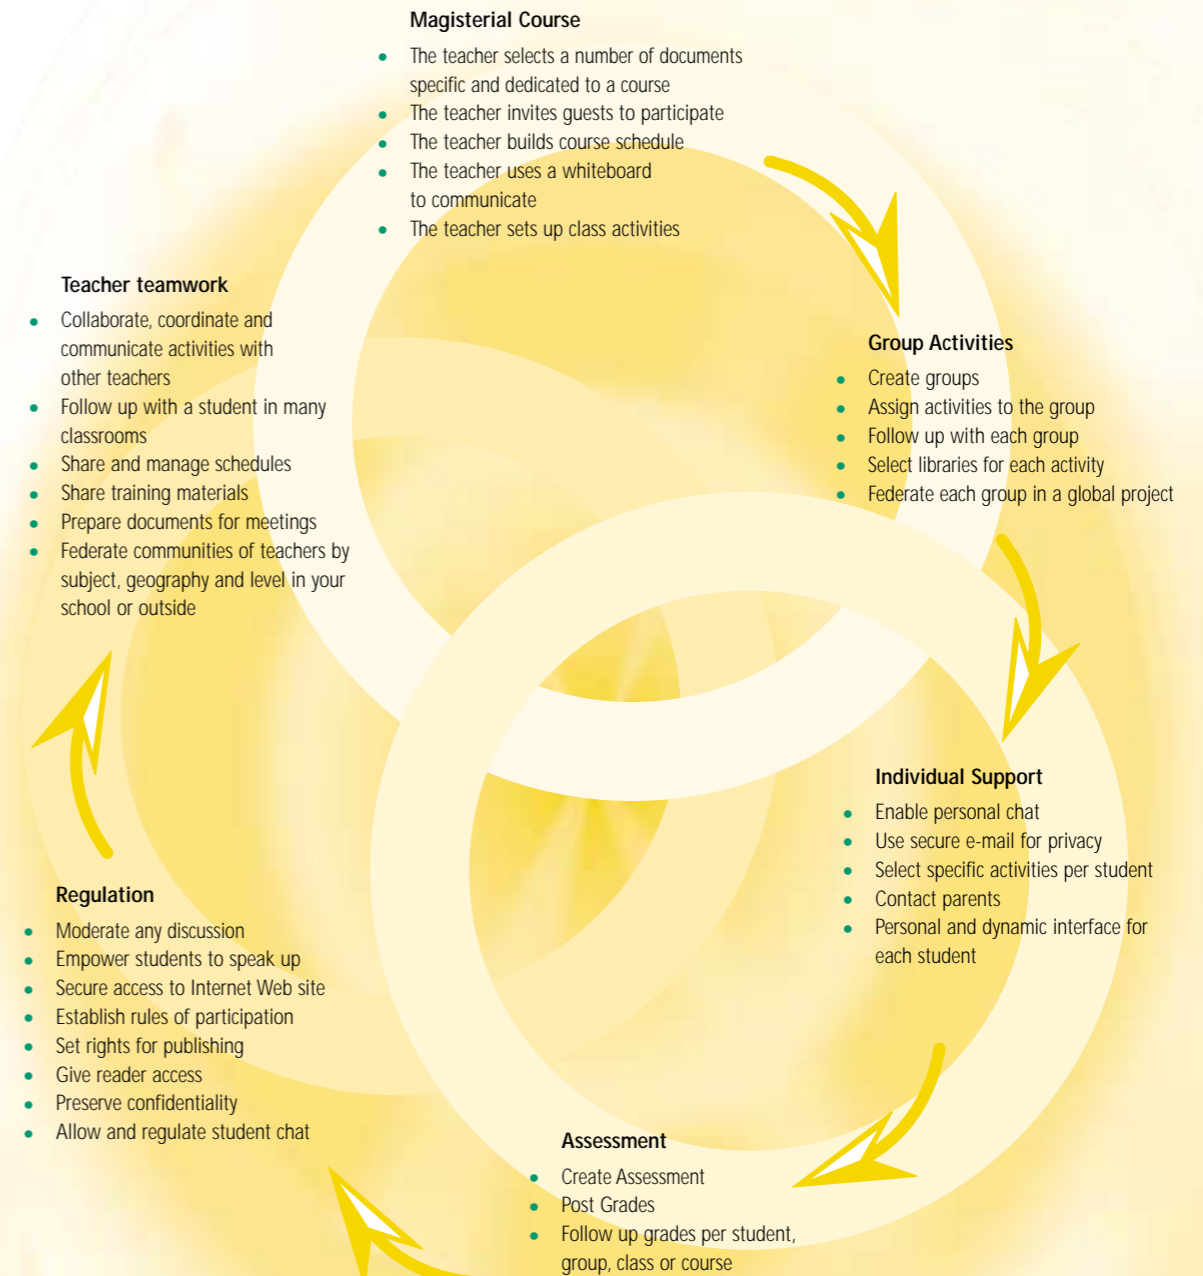 Magisterial Course
• The teacher selects a number of documents
specific and dedicated to a course
• The teacher invites guests to participate
• The teacher builds course schedule
• The teacher uses a whiteboard
to communicate
• The teacher sets up class activities
Teacher teamwork
• Collaborate, coordinate and
communicate activities with
other teachers
• Follow up with a student in many
classrooms
• Share and manage schedules
• Share training materials
• Prepare documents for meetings
• Federate communities of teachers by
subject, geography and level in your
school or outside
Group Activities
• Create groups
• Assign activities to the group
• Follow up with each group
• Select libraries for each activity
• Federate each group in a global project
Individual Support
• Enable personal chat
• Use secure e-mail for privacy
• Select specific activities per student
• Contact parents
• Personal and dynamic interface for
each student
Regulation
• Moderate any discussion
• Empower students to speak up
• Secure access to Internet Web site
• Establish rules of participation
• Set rights for publishing
• Give reader access
• Preserve confidentiality
• Allow and regulate student chat
Assessment
• Create Assessment
• Post Grades
• Follow up grades per student,
group, class or course